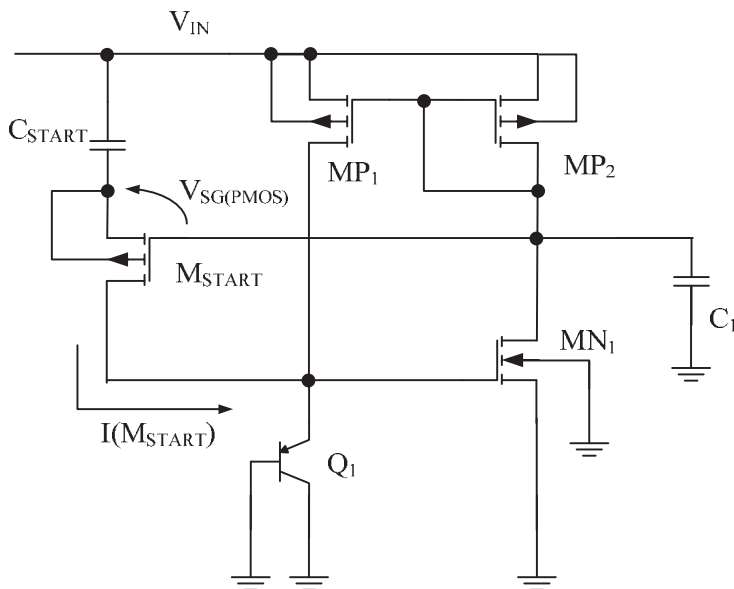 V_IN
C_START
MP_1
MP_2
V_SG(PMOS)
M_START
C_1
MN_1
I(M_START)
Q_1